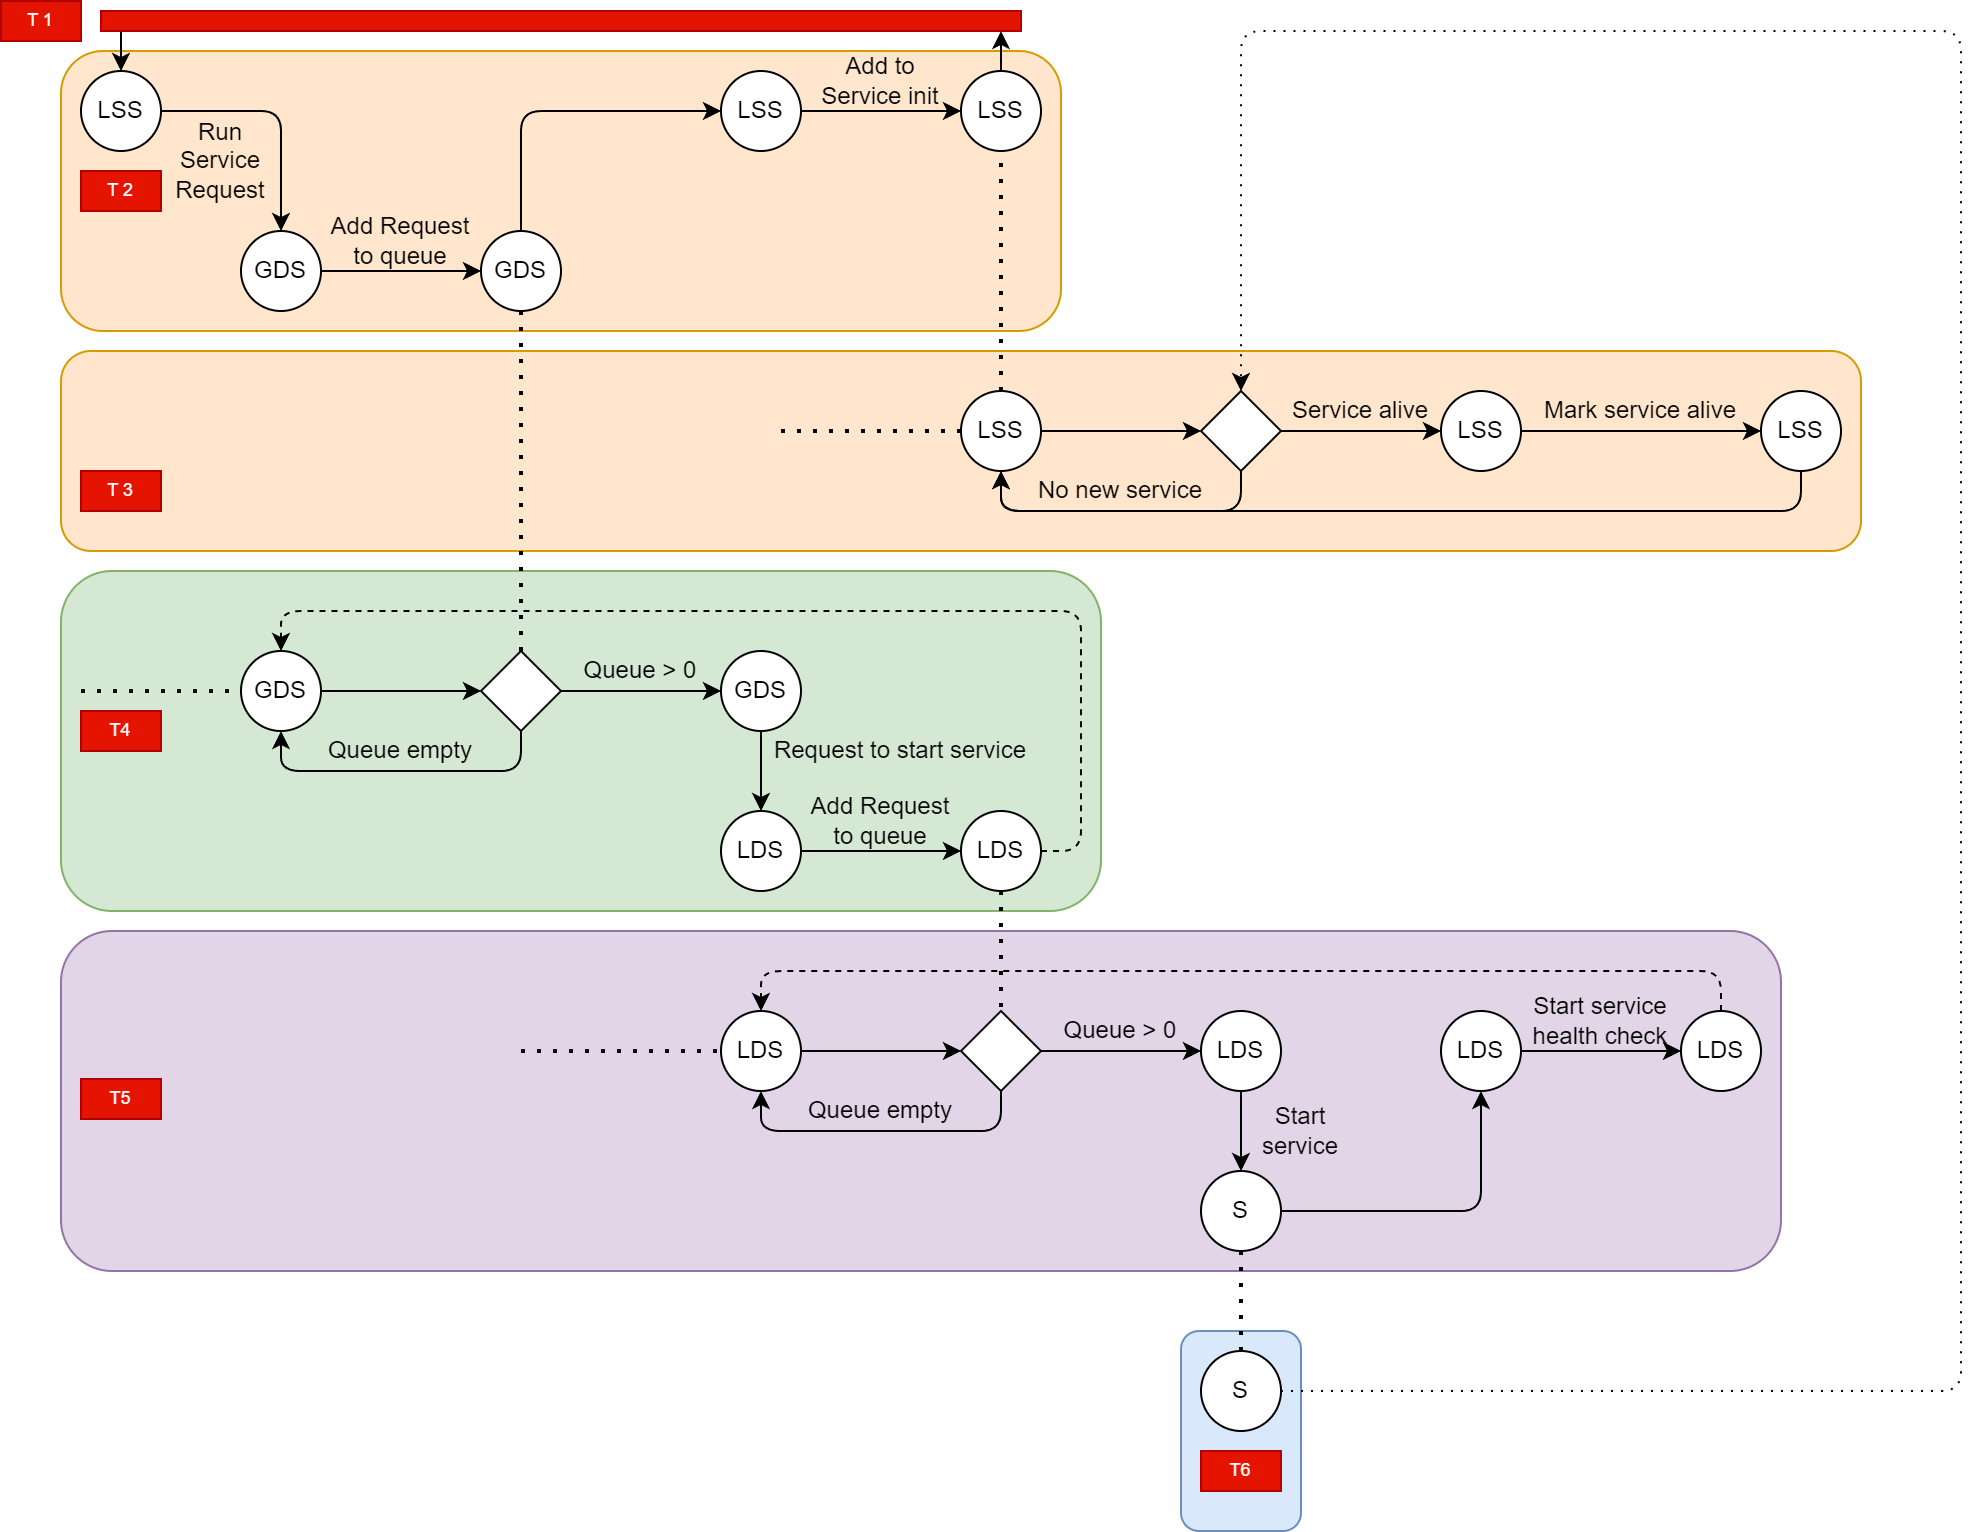 T 1
LSS
Run
Service
Request
T 2
GDS
Add Request
to queue
GDS
LSS
Add to
Service init
LSS
T 3
LSS
No new service
Service alive
LSS
Mark service alive
LSS
T4
GDS
Queue empty
Queue > 0
GDS
Request to start service
LDS
Add Request
to queue
LDS
T5
LDS
Queue empty
Queue > 0
LDS
Start
service
S
LDS
Start service
health check
LDS
S
T6